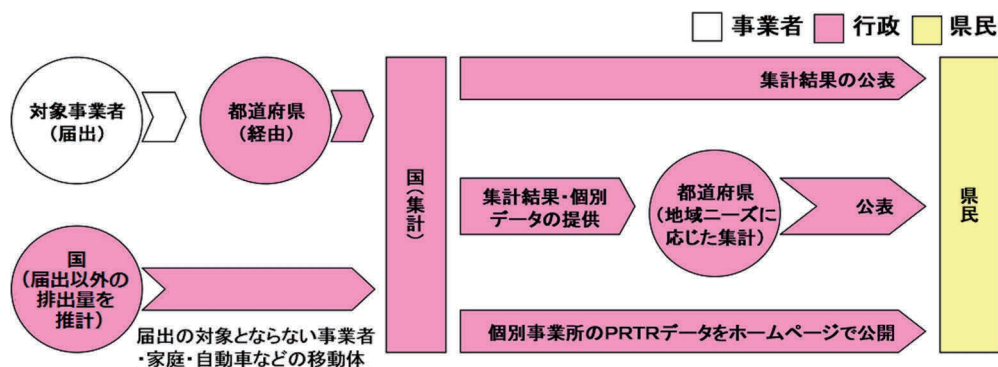 事業者 行政 県民
対象事業者
(届出)
都道府県
(経由)
国
(届出以外の
排出量を
推計)
届出の対象とならない事業者
・家庭・自動車などの移動体
国(集計)
集計結果の公表
集計結果・個別
データの提供
都道府県
(地域ニーズに
応じた集計)
公表
個別事業所のPRTRデータをホームページで公開
県民